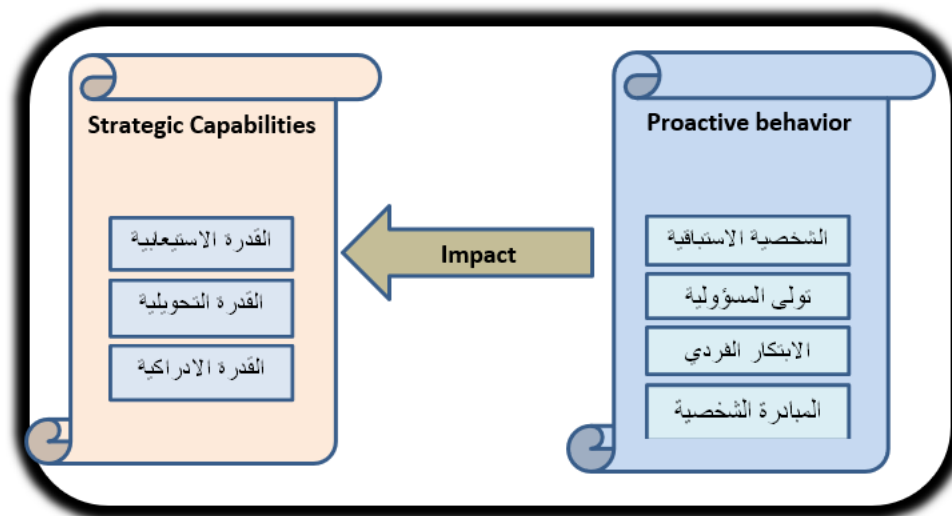 Strategic Capabilities
القدرة الاستيعابية
القدرة التحويلية
القدرة الادراكية
Impact
Proactive behavior
الشخصية الاستباقية
تولى المسؤولية
الابتكار الفردي
المبادرة الشخصية